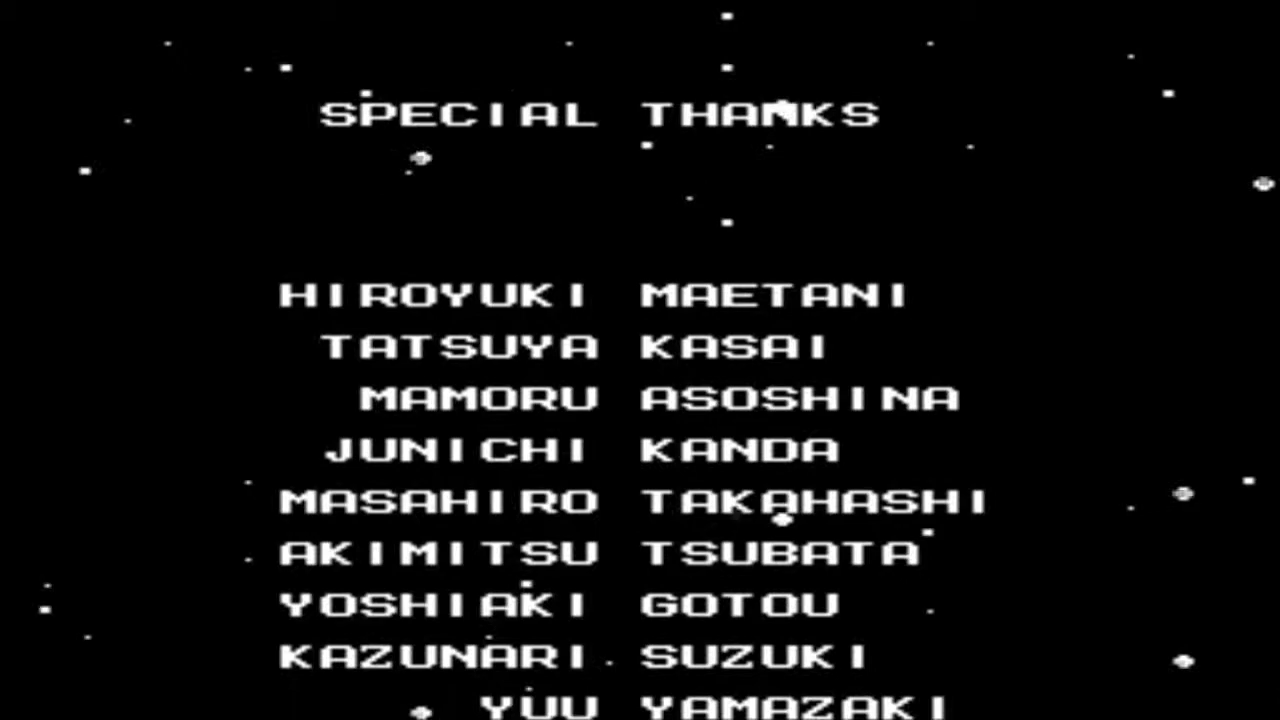 SPECIAL THANKS
HIROYUKI MAETANI
TATSUYA KASAI
MAMORU ASOSHINA
JUNICHI KANDA
MASAHIRO TAKAHASHI
AKIMITSU TSUBATA
YOSHIAKI GOTOU
KAZUNARI SUZUKI
YUU YAMAZAKI